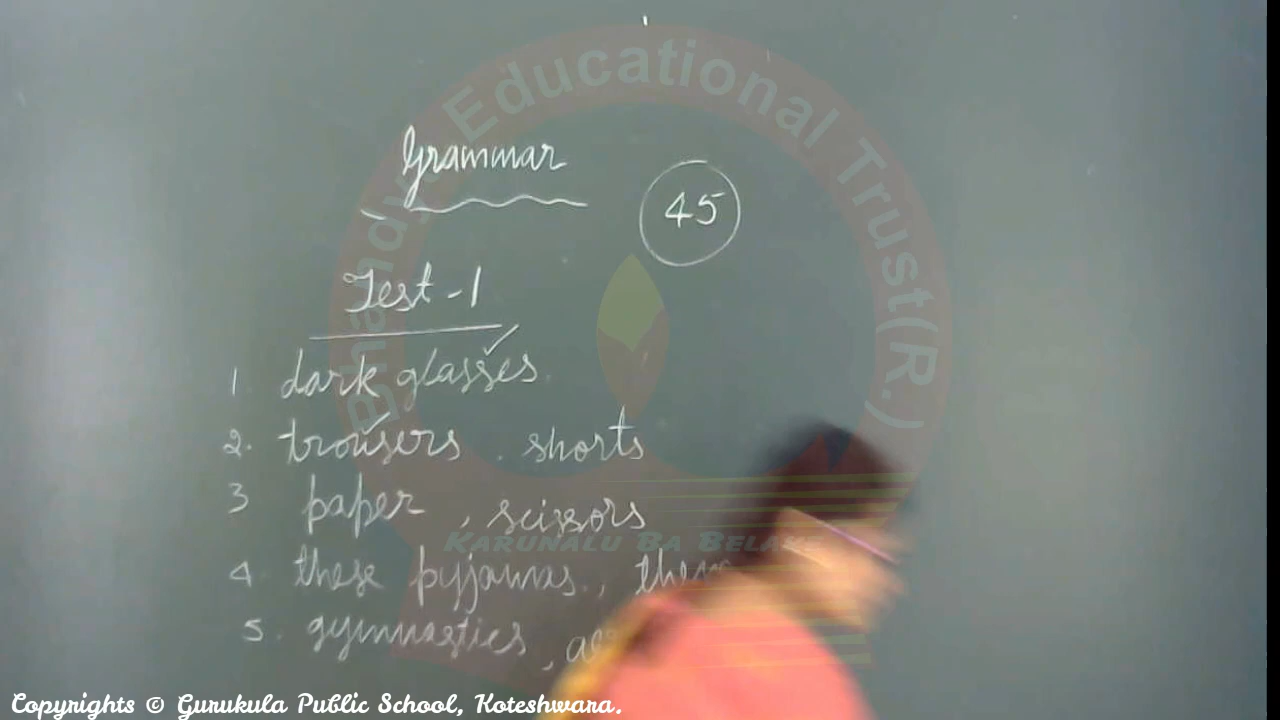 Bhandya Educational Trust(R.)
Grammar
45
Test-1
1 dark glasses.
2. trousers. shorts
3 paper, scissors
4 these pyjamas.,
5. gymnastics,
Karunalu Ba Belake
Copyrights © Gurukula Public School, Koteshwara.